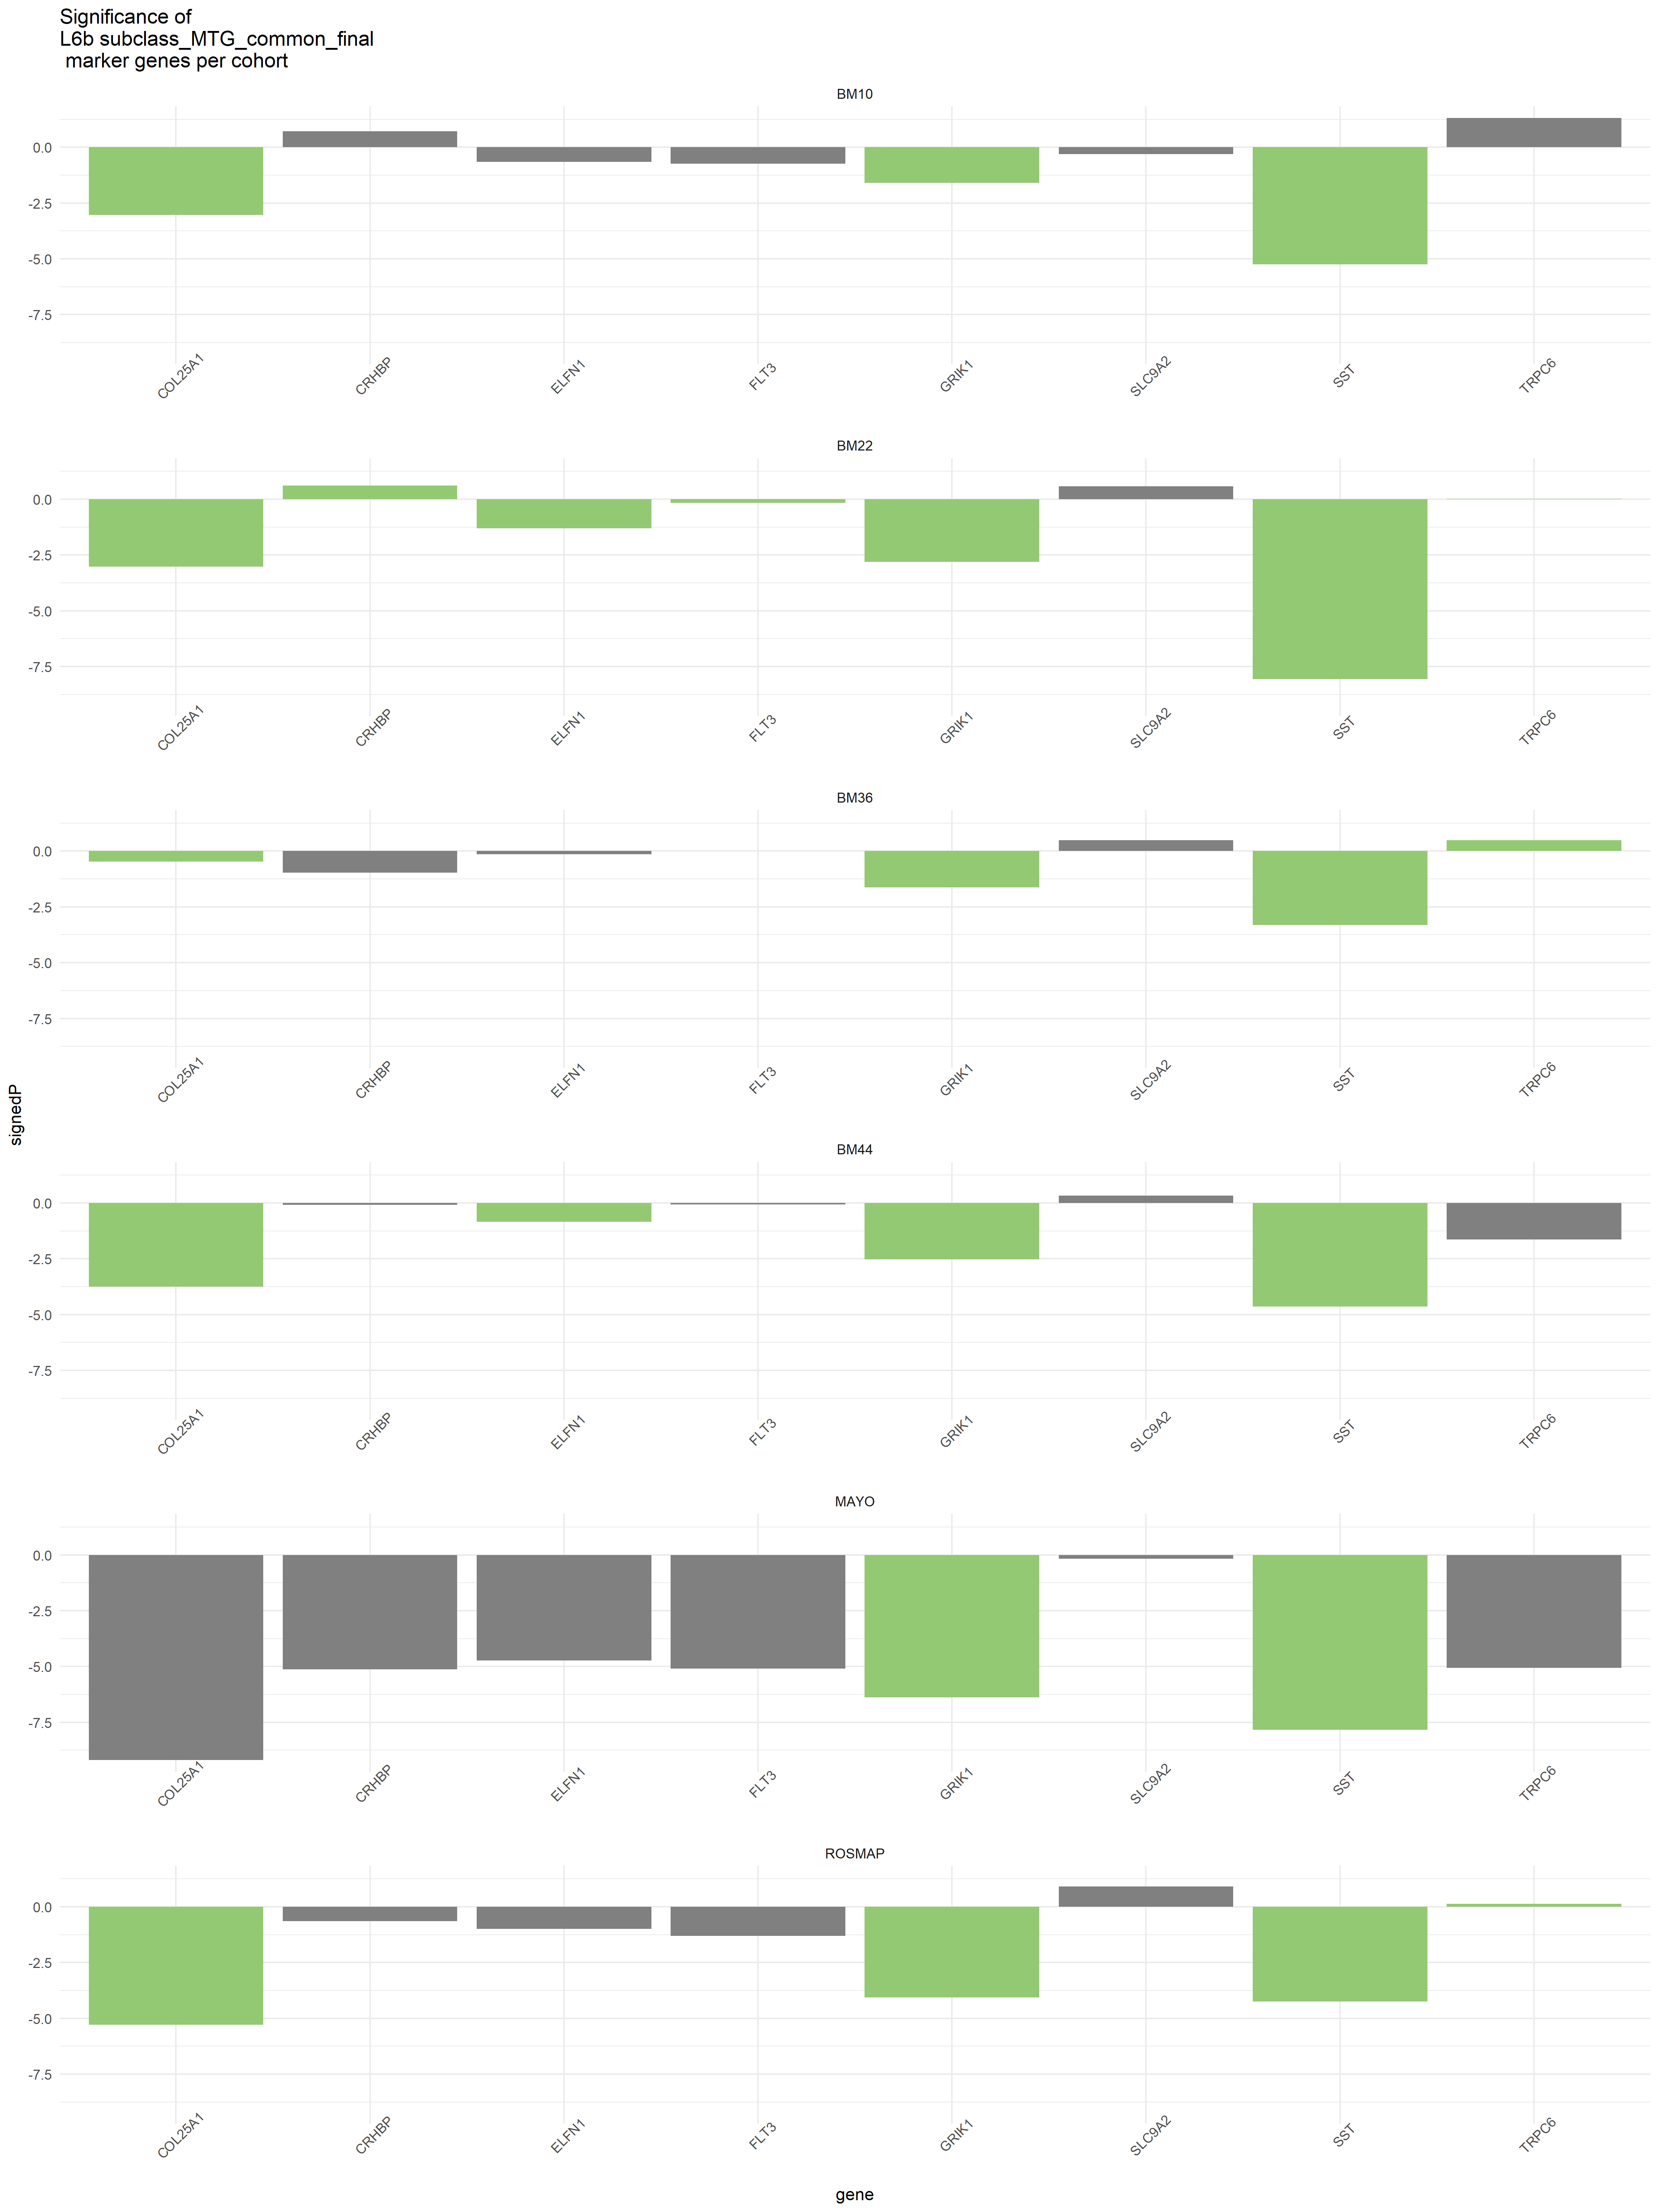 Significance of
L6b subclass_MTG_common_final
marker genes per cohort
BM10
0.0
-2.5
-5.0
-7.5
COL25A1 CRHBP ELFN1 FLT3 GRIK1 SLC9A2 SST TRPC6
BM22
0.0
-2.5
-5.0
-7.5
COL25A1 CRHBP ELFN1 FLT3 GRIK1 SLC9A2 SST TRPC6
BM36
0.0
-2.5
-5.0
-7.5
COL25A1 CRHBP ELFN1 FLT3 GRIK1 SLC9A2 SST TRPC6
signedP
BM44
0.0
-2.5
-5.0
-7.5
COL25A1 CRHBP ELFN1 FLT3 GRIK1 SLC9A2 SST TRPC6
MAYO
0.0
-2.5
-5.0
-7.5
COL25A1 CRHBP ELFN1 FLT3 GRIK1 SLC9A2 SST TRPC6
ROSMAP
0.0
-2.5
-5.0
-7.5
COL25A1 CRHBP ELFN1 FLT3 GRIK1 SLC9A2 SST TRPC6
gene